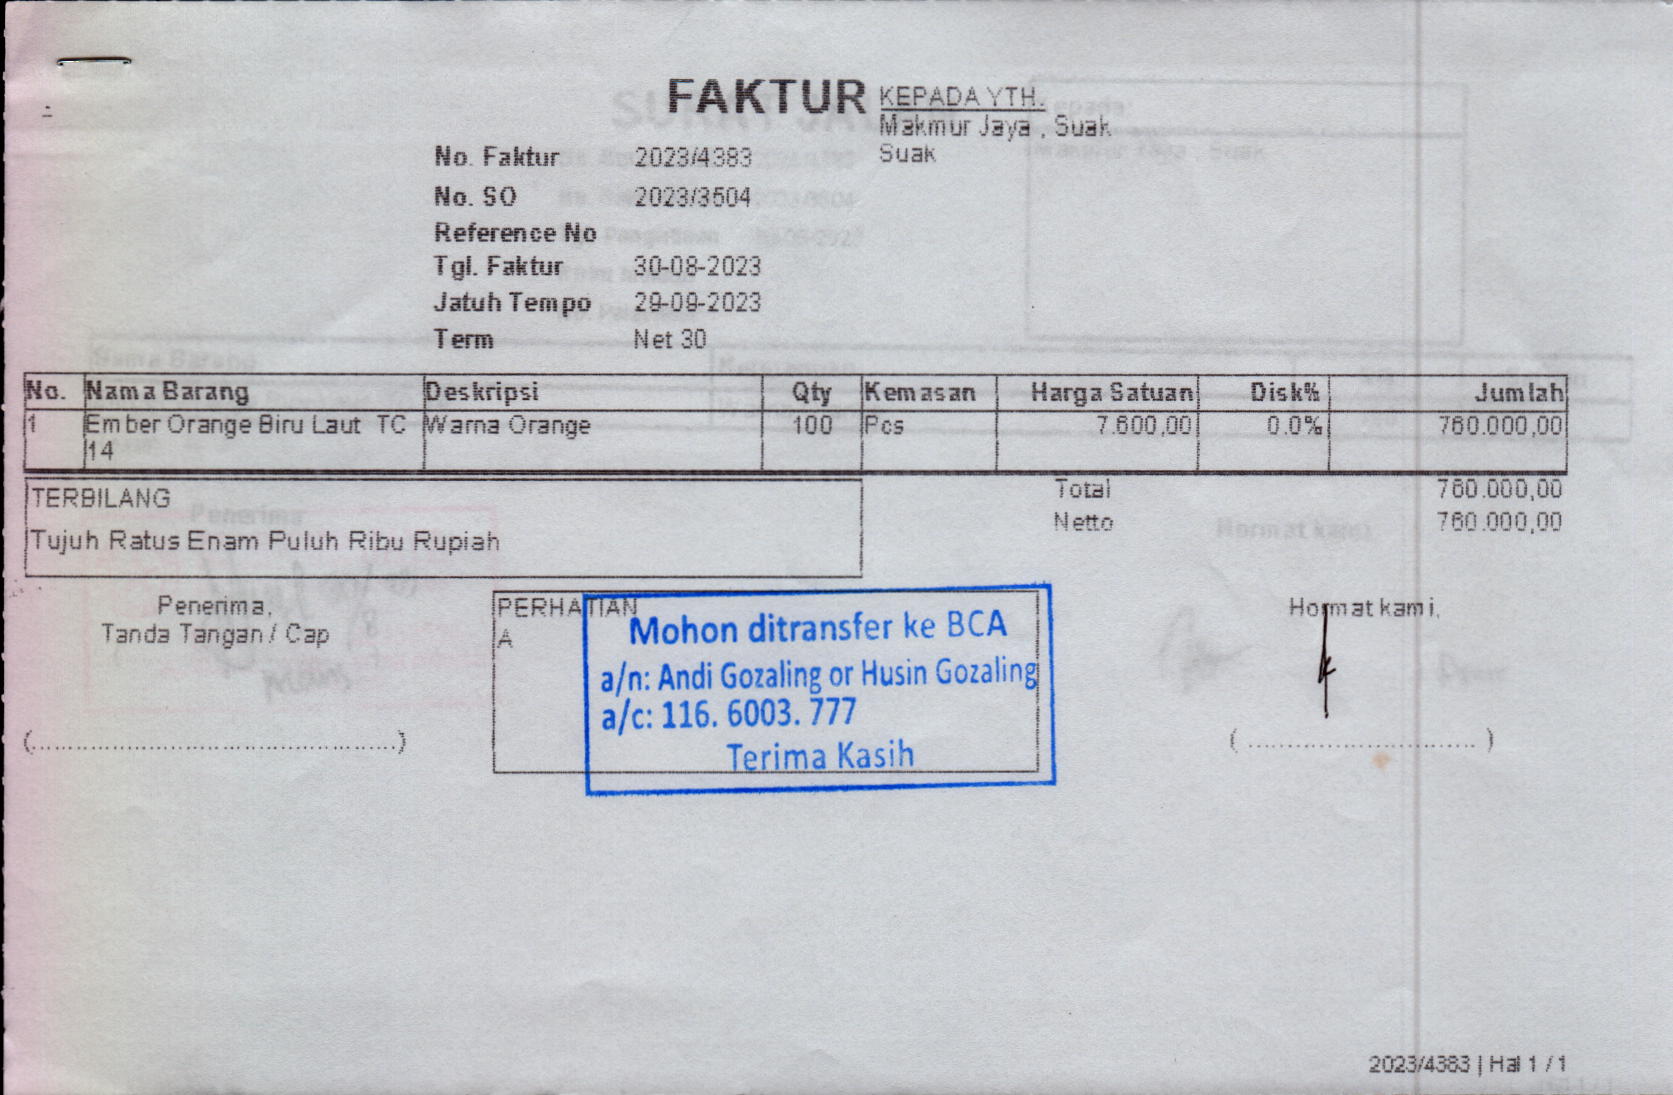 FAKTUR
KEPADA YTH.
Makmur Jaya , Suak
Suak
No. Faktur 2023/4383
No. SO 2023/3504
Reference No
Tgl. Faktur 30-08-2023
Jatuh Tempo 29-09-2023
Term Net 30
No. Nama Barang Deskripsi Qty Kemasan Harga Satuan Disk% Jumlah
1 Ember Orange Biru Laut TC Warna Orange 100 Pcs 7.600,00 0.0% 760.000,00
14
TERBILANG
Tujuh Ratus Enam Puluh Ribu Rupiah
Total 760.000,00
Netto 760.000,00
Penerima,
Tanda Tangan / Cap
(.............................................)
PERHATIAN
A
Mohon ditransfer ke BCA
a/n: Andi Gozaling or Husin Gozaling
a/c: 116. 6003. 777
Terima Kasih
Hormat kami,
( ............................ )
2023/4383 | Hal 1 / 1